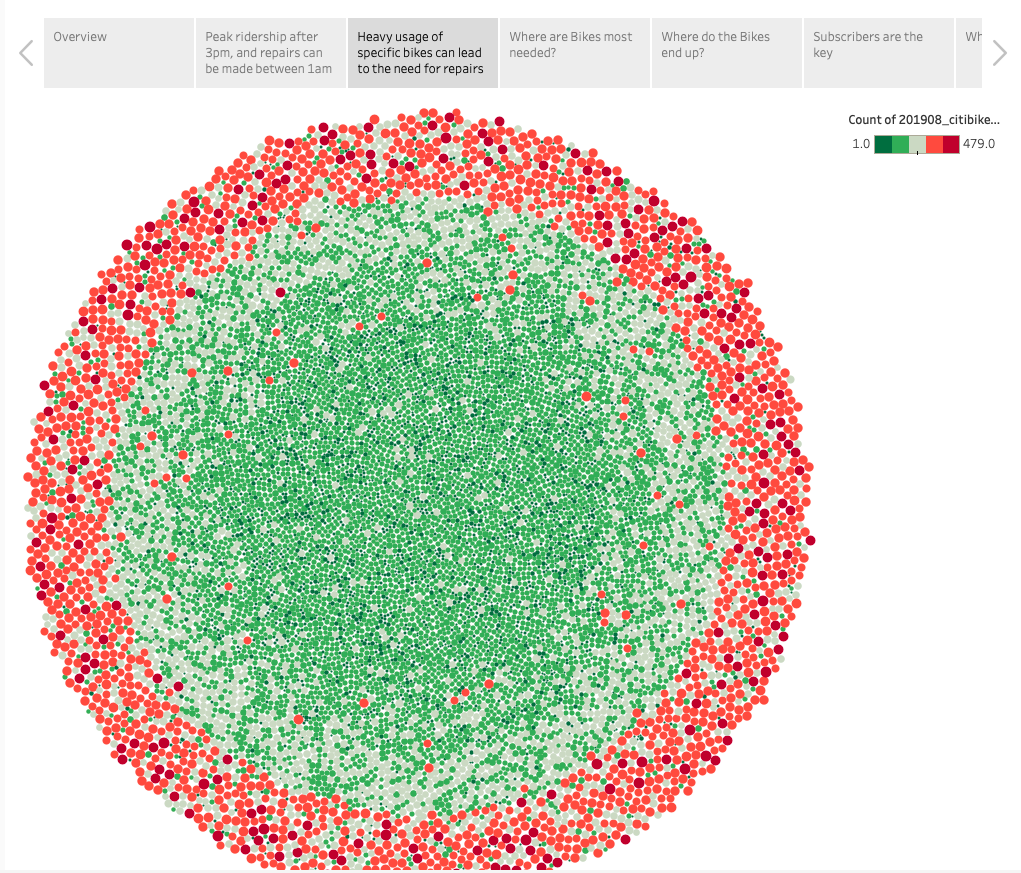 Overview
Peak ridership after
3pm, and repairs can
be made between 1am
Heavy usage of
specific bikes can lead
to the need for repairs
Where are Bikes most
needed?
Where do the Bikes
end up?
Subscribers are the
key
Wh
Count of 201908_citibike...
1.0 479.0